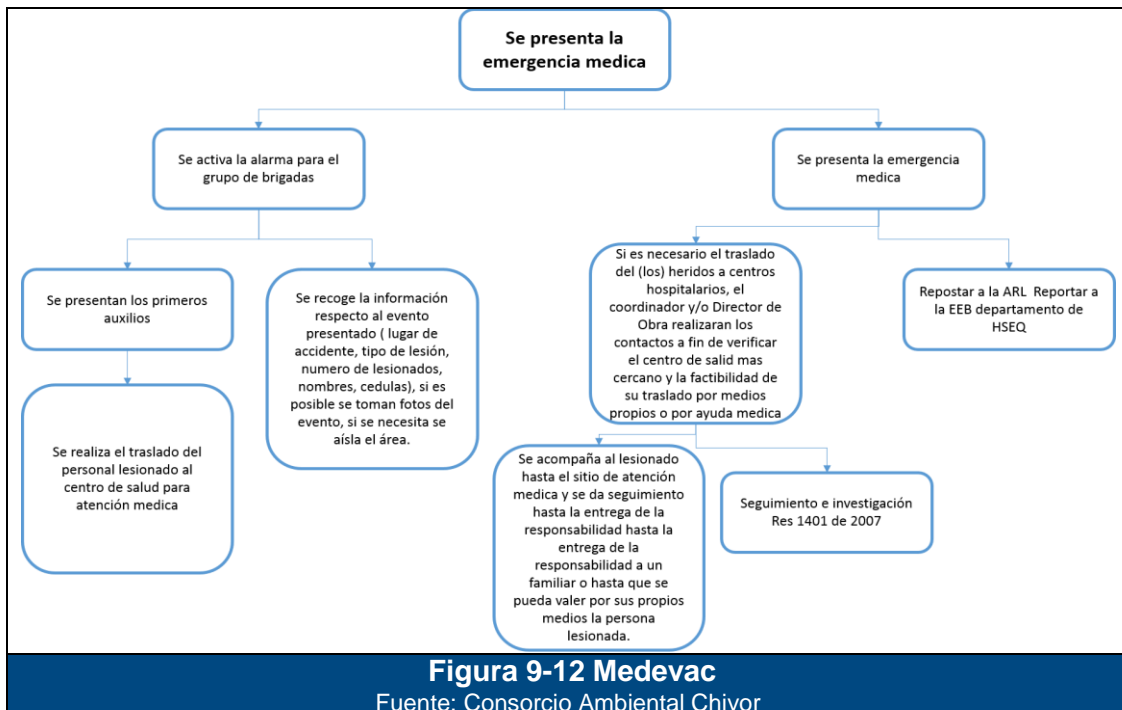 Se presenta la
emergencia medica
Se activa la alarma para el
grupo de brigadas
Se presenta la emergencia
medica
Se presentan los primeros
auxilios
Se recoge la información
respecto al evento
presentado ( lugar de
accidente, tipo de lesión,
numero de lesionados,
nombres, cedulas), si es
posible se toman fotos del
evento, si se necesita se
aísla el área.
Si es necesario el traslado
del (los) heridos a centros
hospitalarios, el
coordinador y/o Director de
Obra realizaran los
contactos a fin de verificar
el centro de salid mas
cercano y la factibilidad de
su traslado por medios
propios o por ayuda medica
Repostar a la ARL  Reportar a
la EEB departamento de
HSEQ
Se realiza el traslado del
personal lesionado al
centro de salud para
atención medica
Se acompaña al lesionado
hasta el sitio de atención
medica y se da seguimiento
hasta la entrega de la
responsabilidad hasta la
entrega de la
responsabilidad a un
familiar o hasta que se
pueda valer por sus propios
medios la persona
lesionada.
Seguimiento e investigación
Res 1401 de 2007
Figura 9-12 Medevac
Fuente: Consorcio Ambiental Chivor